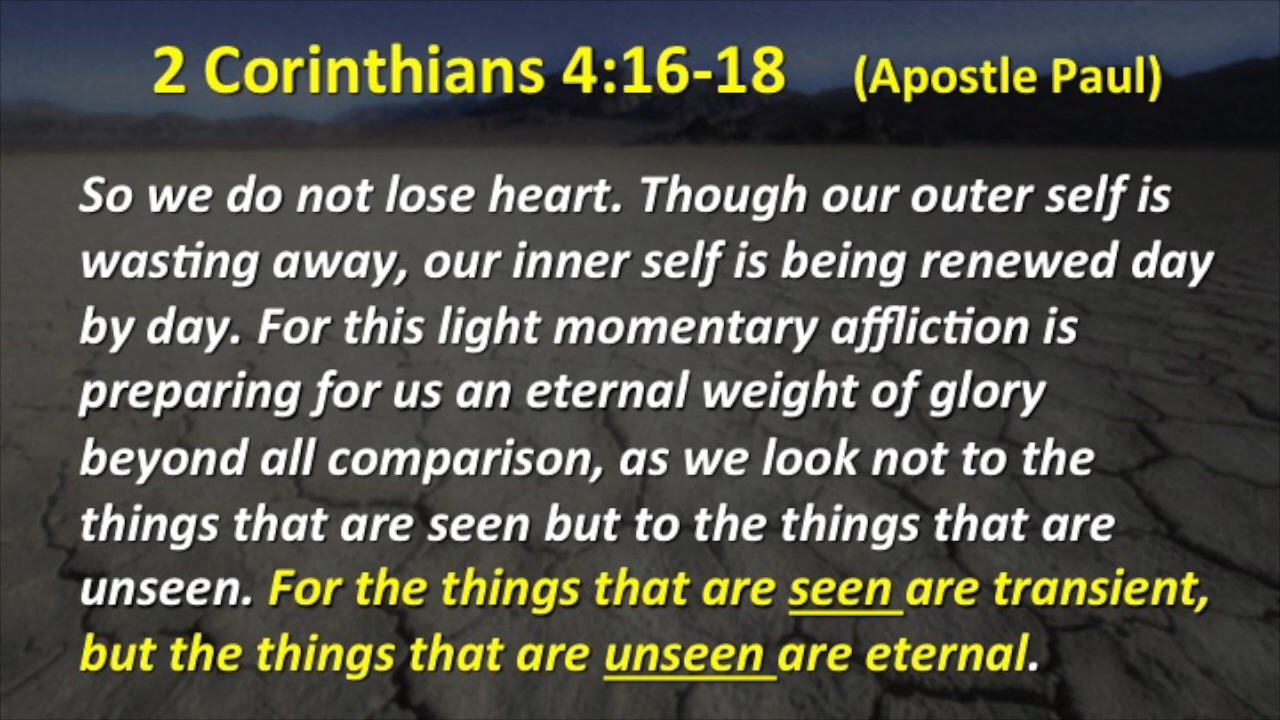 2 Corinthians 4:16-18 (Apostle Paul)
So we do not lose heart. Though our outer self is
wasting away, our inner self is being renewed day
by day. For this light momentary affliction is
preparing for us an eternal weight of glory
beyond all comparison, as we look not to the
things that are seen but to the things that are
unseen. For the things that are seen are transient,
but the things that are unseen are eternal.